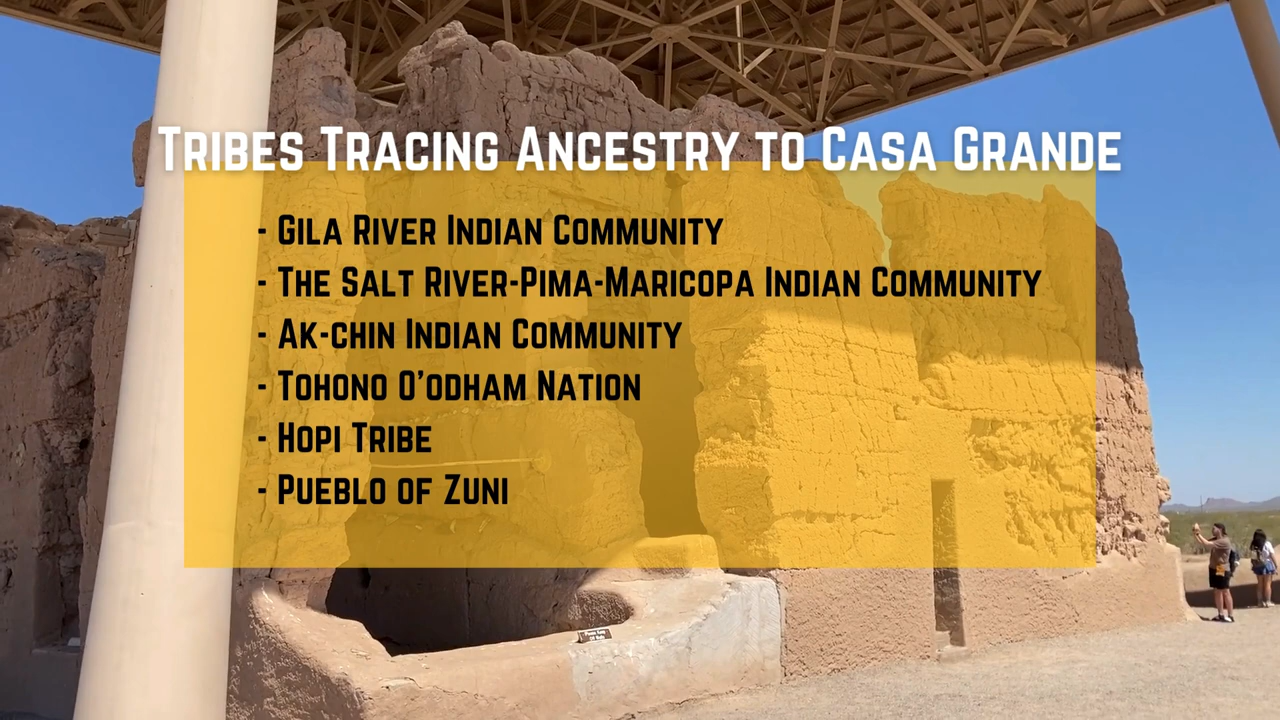 Tribes Tracing Ancestry to Casa Grande
- Gila River Indian Community
- The Salt River-Pima-Maricopa Indian Community
- Ak-chin Indian Community
- Tohono O'odham Nation
- Hopi Tribe
- Pueblo of Zuni